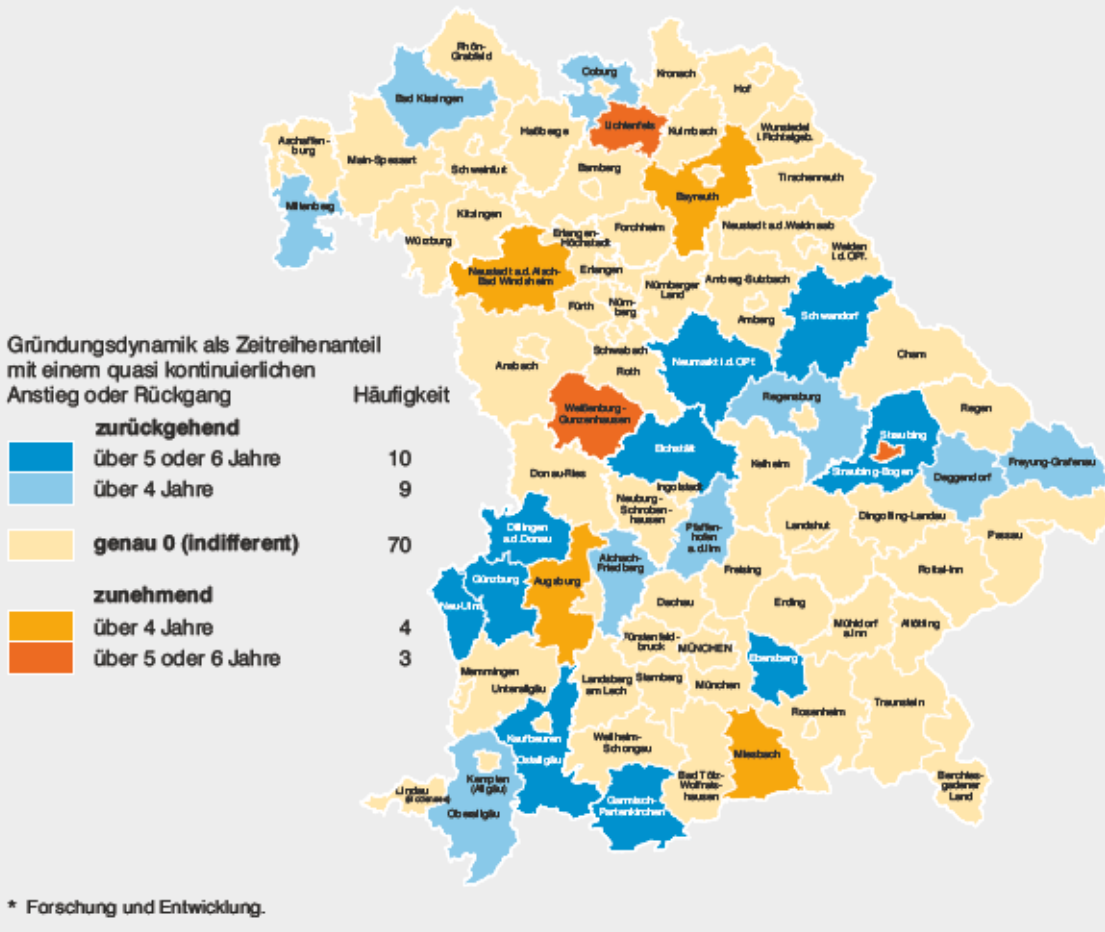 Rhön-
Grabfeld
Coburg
Kronach
Hof
Bad Kissingen
Lichtenfels
Kulmbach
Wunsiedel
i. Fichtelgeb.
Aschaffen-
burg
Main-Spessart
Haßberge
Schweinfurt
Bamberg
Bayreuth
Tirschenreuth
Miltenberg
Kitzingen
Würzburg
Erlangen-
Höchstadt
Forchheim
Neustadt a.d. Waldnaab
Weiden
i.d. OPf.
Neustadt a.d. Aisch-
Bad Windsheim
Erlangen
Nürnberger
Land
Amberg-Sulzbach
Fürth
Nürn-
berg
Amberg
Schwandorf
Gründungsdynamik als Zeitreihenanteil
mit einem quasi kontinuierlichen
Anstieg oder Rückgang
Häufigkeit
zurückgehend
über 5 oder 6 Jahre 10
über 4 Jahre 9
genau 0 (indifferent) 70
zunehmend
über 4 Jahre 4
über 5 oder 6 Jahre 3
Ansbach
Schwabach
Roth
Neumarkt i.d. OPf.
Cham
Weißenburg-
Gunzenhausen
Regensburg
Regen
Straubing
Eichstätt
Straubing-Bogen
Deggendorf
Freyung-Grafenau
Donau-Ries
Ingolstadt
Kelheim
Neuburg-
Schroben-
hausen
Pfaffen-
hofen
a.d. Ilm
Landshut
Dingolfing-Landau
Passau
Dillingen
a.d. Donau
Aichach-
Friedberg
Freising
Rottal-Inn
Günzburg
Augsburg
Neu-Ulm
Dachau
Erding
Mühldorf
a. Inn
Altötting
Fürstenfeld-
bruck
MÜNCHEN
Ebersberg
Memmingen
Unterallgäu
Landsberg
am Lech
Starnberg
München
Rosenheim
Traunstein
Kaufbeuren
Ostallgäu
Weilheim-
Schongau
Miesbach
Bad Tölz-
Wolfrats-
hausen
Berchtes-
gadener
Land
Lindau
(Bodensee)
Kempten
(Allgäu)
Oberallgäu
Garmisch-
Partenkirchen
* Forschung und Entwicklung.